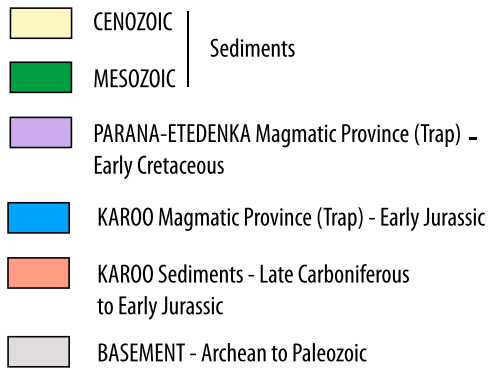 CENOZOIC
Sediments
MESOZOIC
PARANA-ETEDENKA Magmatic Province (Trap) -
Early Cretaceous
KAROO Magmatic Province (Trap) - Early Jurassic
KAROO Sediments - Late Carboniferous
to Early Jurassic
BASEMENT - Archean to Paleozoic